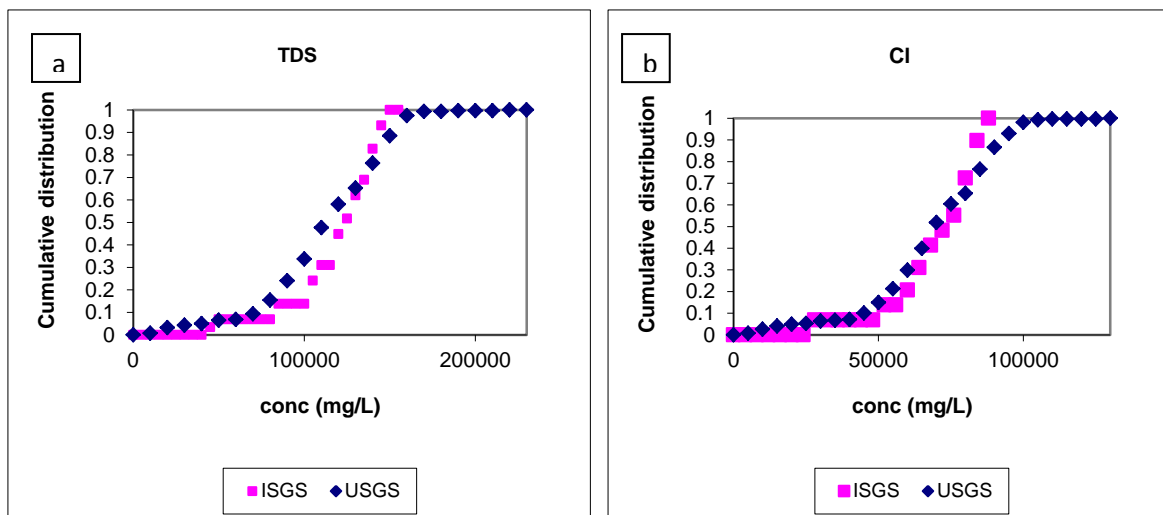 a
TDS
Cumulative distribution
1
0.9
0.8
0.7
0.6
0.5
0.4
0.3
0.2
0.1
0
0 100000 200000
conc (mg/L)
ISGS USGS
b
Cl
Cumulative distribution
1
0.9
0.8
0.7
0.6
0.5
0.4
0.3
0.2
0.1
0
0 50000 100000
conc (mg/L)
ISGS USGS